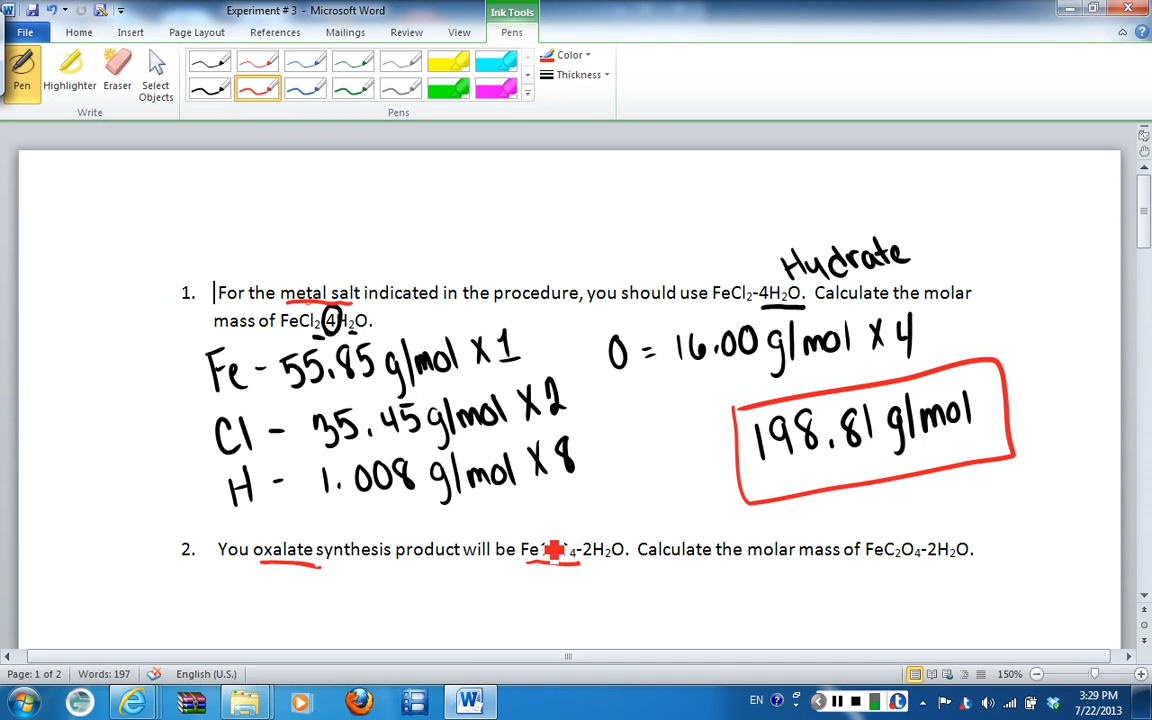 Experiment # 3 - Microsoft Word
Ink Tools
File Home Insert Page Layout References Mailings Review View Pens
Pen Highlighter Eraser Select Objects
Color
Thickness
Write Pens
Hydrate
1. For the metal salt indicated in the procedure, you should use FeCl₂-4H₂O. Calculate the molar
mass of FeCl₂ 4H₂O.
Fe - 55.85 g/mol X 1
O = 16.00 g/mol X 4
Cl - 35.45 g/mol X 2
198.81 g/mol
H - 1.008 g/mol X 8
2. You oxalate synthesis product will be Fe ₄-2H₂O. Calculate the molar mass of FeC₂O₄-2H₂O.
Page: 1 of 2 Words: 197 English (U.S.) 150%
EN 3:29 PM
7/22/2013